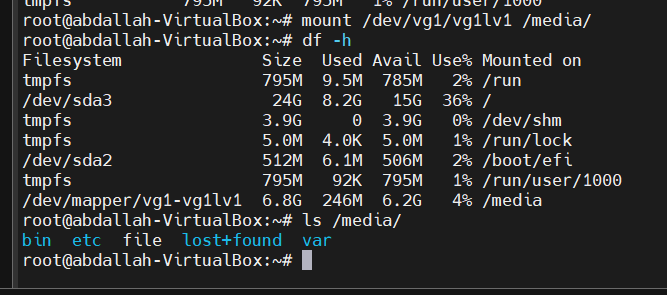 tmpfs 795M 92K 795M 1% /run/user/1000
root@abdallah-VirtualBox:~# mount /dev/vg1/vg1lv1 /media/
root@abdallah-VirtualBox:~# df -h
Filesystem Size Used Avail Use% Mounted on
tmpfs 795M 9.5M 785M 2% /run
/dev/sda3 24G 8.2G 15G 36% /
tmpfs 3.9G 0 3.9G 0% /dev/shm
tmpfs 5.0M 4.0K 5.0M 1% /run/lock
/dev/sda2 512M 6.1M 506M 2% /boot/efi
tmpfs 795M 92K 795M 1% /run/user/1000
/dev/mapper/vg1-vg1lv1 6.8G 246M 6.2G 4% /media
root@abdallah-VirtualBox:~# ls /media/
bin etc file lost+found var
root@abdallah-VirtualBox:~#